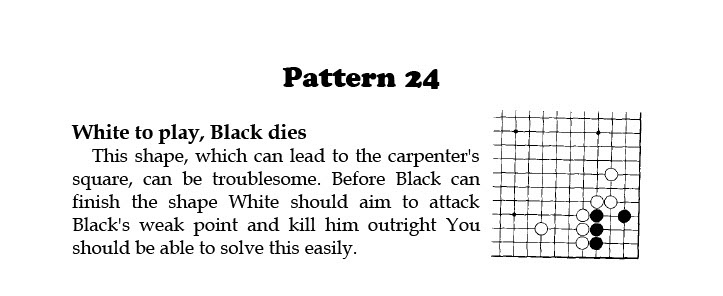 Pattern 24
White to play, Black dies
This shape, which can lead to the carpenter's
square, can be troublesome. Before Black can
finish the shape White should aim to attack
Black's weak point and kill him outright You
should be able to solve this easily.